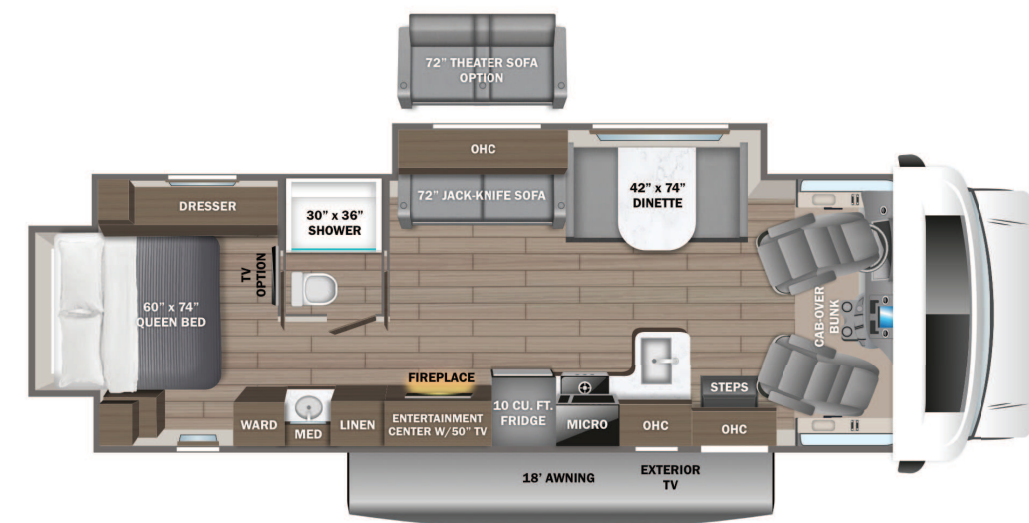 72” THEATER SOFA
OPTION
OHC
72” JACK-KNIFE SOFA
42” x 74”
DINETTE
DRESSER
30” x 36”
SHOWER
TV
OPTION
60” x 74”
QUEEN BED
CAB-OVER
BUNK
FIREPLACE
STEPS
WARD
MED
LINEN
ENTERTAINMENT
CENTER W/50” TV
10 CU. FT.
FRIDGE
MICRO
OHC
OHC
18’ AWNING
EXTERIOR
TV